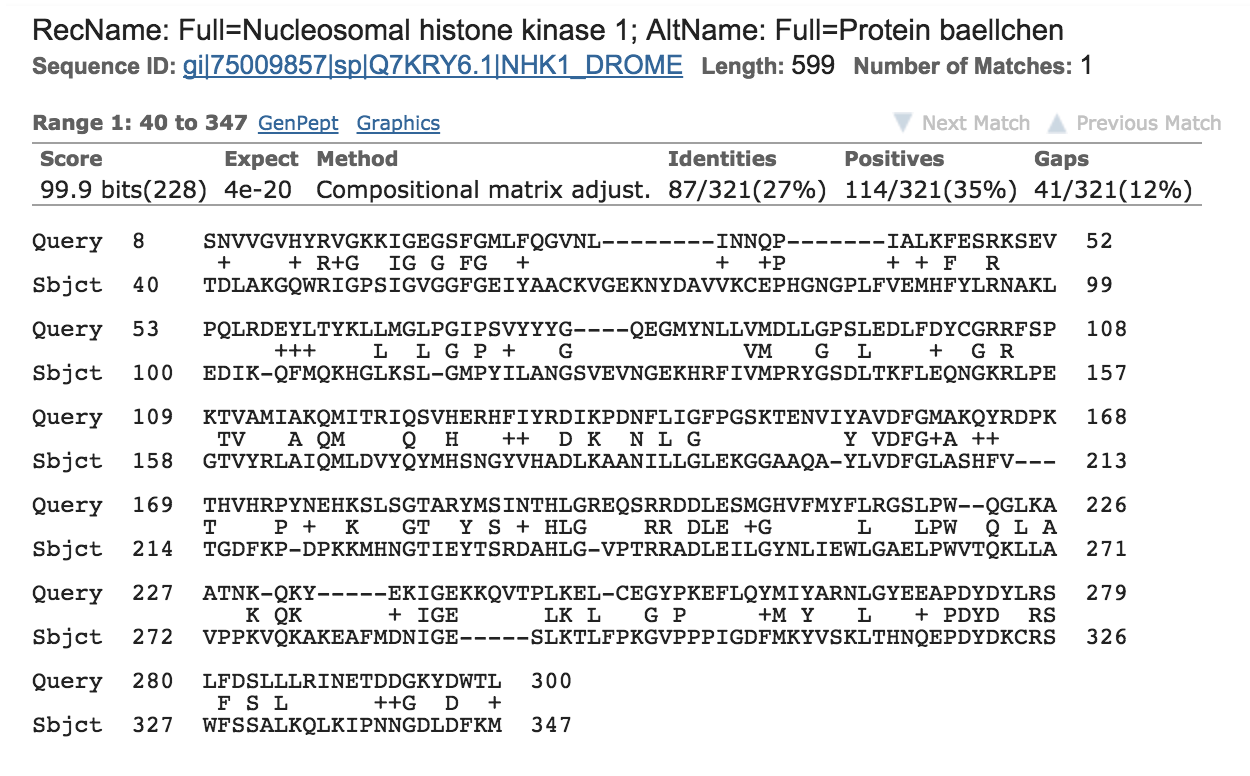 RecName: Full=Nucleosomal histone kinase 1; AltName: Full=Protein baellchen
Sequence ID: gi|75009857|sp|Q7KRY6.1|NHK1_DROME Length: 599 Number of Matches: 1
Range 1: 40 to 347 GenPept Graphics ▼ Next Match ▲ Previous Match
Score Expect Method Identities Positives Gaps
99.9 bits(228) 4e-20 Compositional matrix adjust. 87/321(27%) 114/321(35%) 41/321(12%)
Query  8    SNVVGVHYRVGKKIGEGSFGMLFQGVNL--------INNQP-------IALKFESRKSEV  52
             +    + R+G  IG G FG  +             +  +P       + + F  R
Sbjct  40   TDLAKGQWRIGPSIGVGGFGEIYAACKVGEKNYDAVVKCEPHGNGPLFVEMHFYLRNAKL  99
Query  53   PQLRDEYLTYKLLMGLPGIPSVYYYG----QEGMYNLLVMDLLGPSLEDLFDYCGRRFSP  108
                 +++    L  L G P +   G            VM   G  L    +  G R
Sbjct  100  EDIK-QFMQKHGLKSL-GMPYILANGSVEVNGEKHRFIVMPRYGSDLTKFLEQNGKRLPE  157
Query  109  KTVAMIAKQMITRIQSVHERHFIYRDIKPDNFLIGFPGSKTENVIYAVDFGMAKQYRDPK  168
             TV   A QM    Q  H   ++  D K  N L G          Y VDFG+A ++
Sbjct  158  GTVYRLAIQMLDVYQYMHSNGYVHADLKAANILLGLEKGGAAQA-YLVDFGLASHFV---  213
Query  169  THVHRPYNEHKSLSGTARYMSINTHLGREQSRRDDLESMGHVFMYFLRGSLPW--QGLKA  226
            T    P +  K   GT  Y S + HLG    RR DLE +G      L   LPW  Q L A
Sbjct  214  TGDFKP-DPKKMHNGTIEYTSRDAHLG-VPTRRADLEILGYNLIEWLGAELPWVTQKLLA  271
Query  227  ATNK-QKY-----EKIGEKKQVTPLKEL-CEGYPKEFLQYMIYARNLGYEEAPDYDYLRS  279
               K QK      + IGE      LK L   G P     +M Y   L   + PDYD  RS
Sbjct  272  VPPKVQKAKEAFMDNIGE-----SLKTLFPKGVPPPIGDFMKYVSKLTHNQEPDYDKCRS  326
Query  280  LFDSLLLRINETDDGKYDWTL  300
             F S L      ++G  D  +
Sbjct  327  WFSSALKQLKIPNNGDLDFKM  347